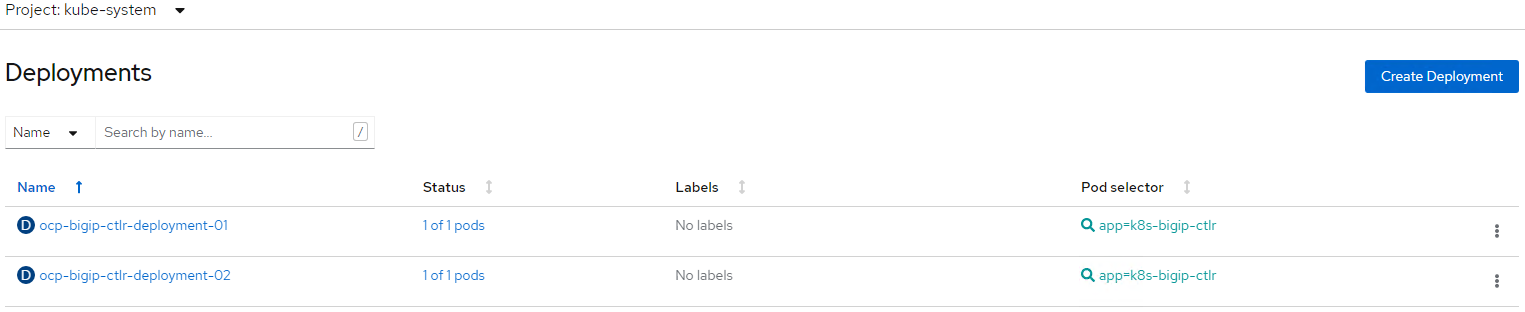 Project: kube-system
Deployments
Create Deployment
Name Search by name... /
Name Status Labels Pod selector
D ocp-bigip-ctlr-deployment-01 1 of 1 pods No labels app=k8s-bigip-ctlr
D ocp-bigip-ctlr-deployment-02 1 of 1 pods No labels app=k8s-bigip-ctlr